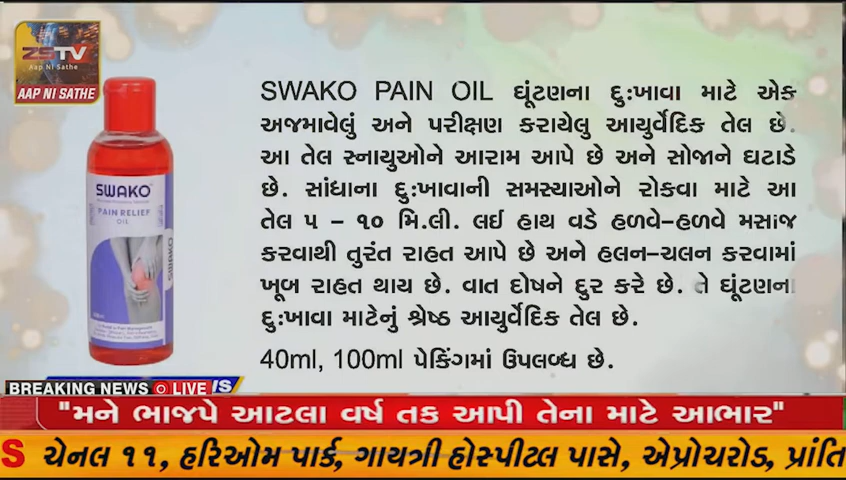 ZSTV
Aap Ni Sathe
AAP NI SATHE
SWAKO PAIN OIL ઘૂંટણના દુઃખાવા માટે એક
અજમાવેલું અને પરીક્ષણ કરાયેલુ આયુર્વેદિક તેલ છે.
આ તેલ સ્નાયુઓને આરામ આપે છે અને સોજાને ઘટાડે
છે. સાંધાના દુઃખાવાની સમસ્યાઓને રોકવા માટે આ
તેલ ૫ – ૧૦ મિ.લી. લઈ હાથ વડે હળવે-હળવે મસાજ
કરવાથી તુરંત રાહત આપે છે અને હલન-ચલન કરવામાં
ખૂબ રાહત થાય છે. વાત દોષને દુર કરે છે. તે ઘૂંટણના
દુઃખાવા માટેનું શ્રેષ્ઠ આયુર્વેદિક તેલ છે.
40ml, 100ml પેકિંગમાં ઉપલબ્ધ છે.
SWAKO
PAIN RELIEF
OIL
SWAKO
BREAKING NEWS LIVE S
"મને ભાજપે આટલા વર્ષ તક આપી તેના માટે આભાર"
S ચેનલ ૧૧, હરિઓમ પાર્ક, ગાયત્રી હોસ્પીટલ પાસે, એપ્રોચરોડ, પ્રાંતિ